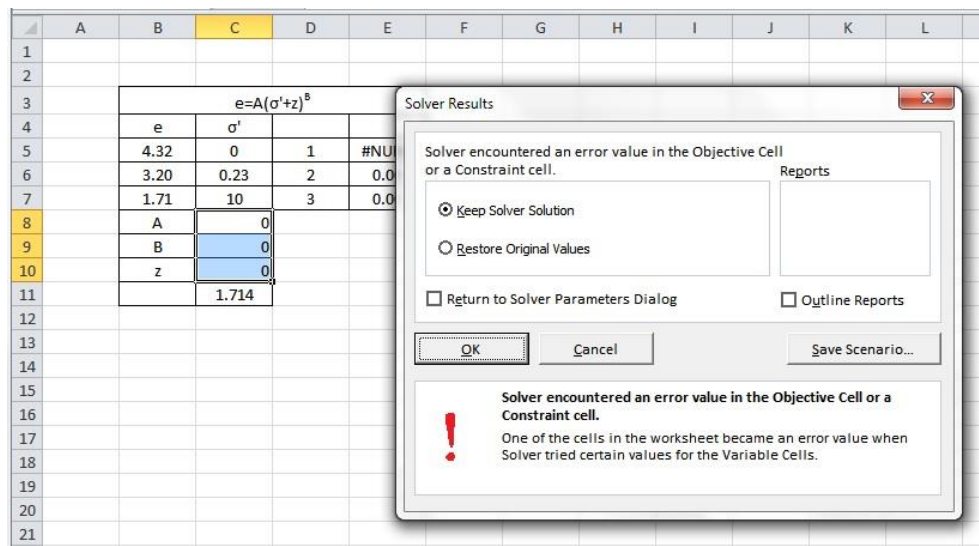 A B C D E F G H I J K L
1
2
3 e=A(σ'+z)ᴮ
4 e σ'
5 4.32 0 1 #NU
6 3.20 0.23 2 0.0
7 1.71 10 3 0.0
8 A 0
9 B 0
10 z 0
11 1.714
12
13
14
15
16
17
18
19
20
21
Solver Results
Solver encountered an error value in the Objective Cell
or a Constraint cell.
Reports
Keep Solver Solution
Restore Original Values
Return to Solver Parameters Dialog
Outline Reports
OK Cancel Save Scenario...
Solver encountered an error value in the Objective Cell or a
Constraint cell.
One of the cells in the worksheet became an error value when
Solver tried certain values for the Variable Cells.